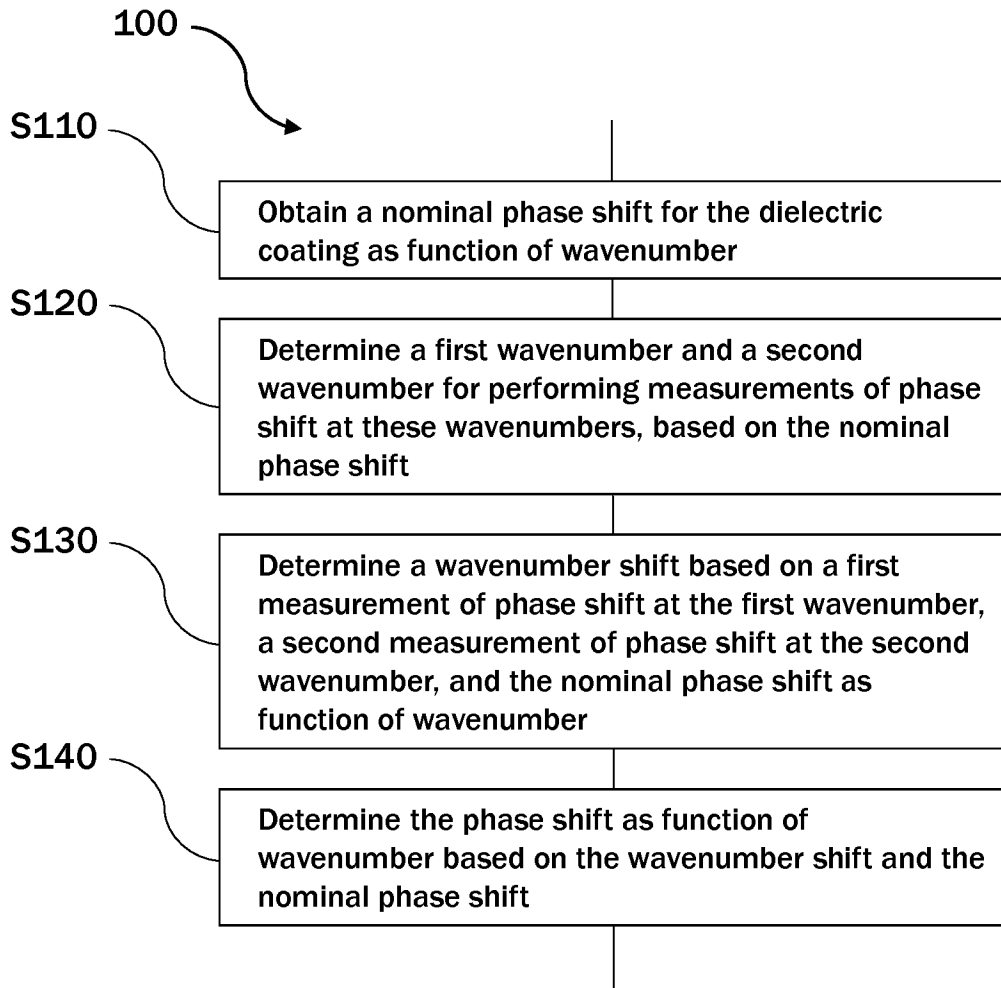 100
S110
Obtain a nominal phase shift for the dielectric
coating as function of wavenumber
S120
Determine a first wavenumber and a second
wavenumber for performing measurements of phase
shift at these wavenumbers, based on the nominal
phase shift
S130
Determine a wavenumber shift based on a first
measurement of phase shift at the first wavenumber,
a second measurement of phase shift at the second
wavenumber, and the nominal phase shift as
function of wavenumber
S140
Determine the phase shift as function of
wavenumber based on the wavenumber shift and the
nominal phase shift